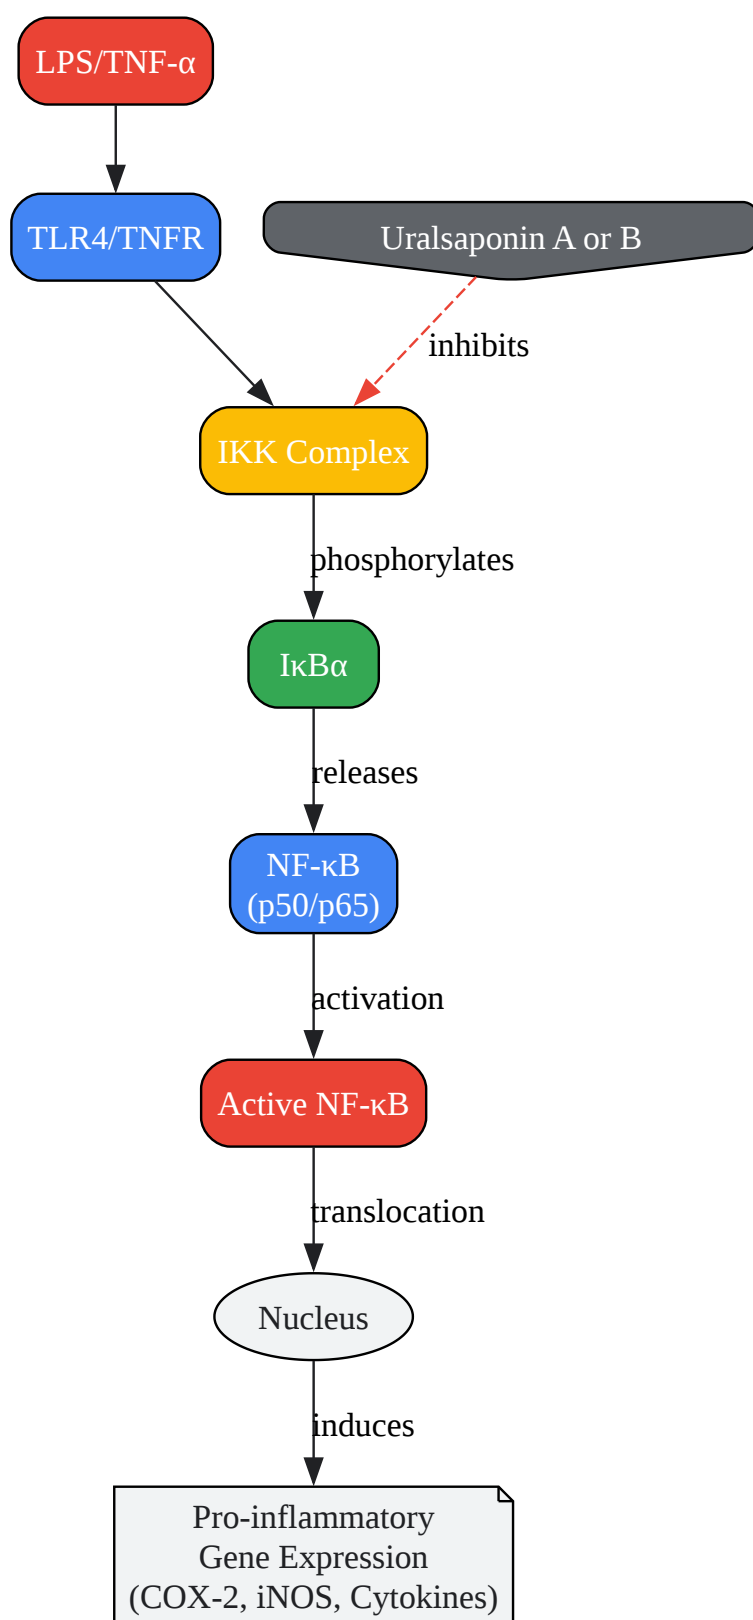 LPS/TNF-α
TLR4/TNFR
Uralsaponin A or B
inhibits
IKK Complex
phosphorylates
IκBα
releases
NF-κB
(p50/p65)
activation
Active NF-κB
translocation
Nucleus
induces
Pro-inflammatory
Gene Expression
(COX-2, iNOS, Cytokines)